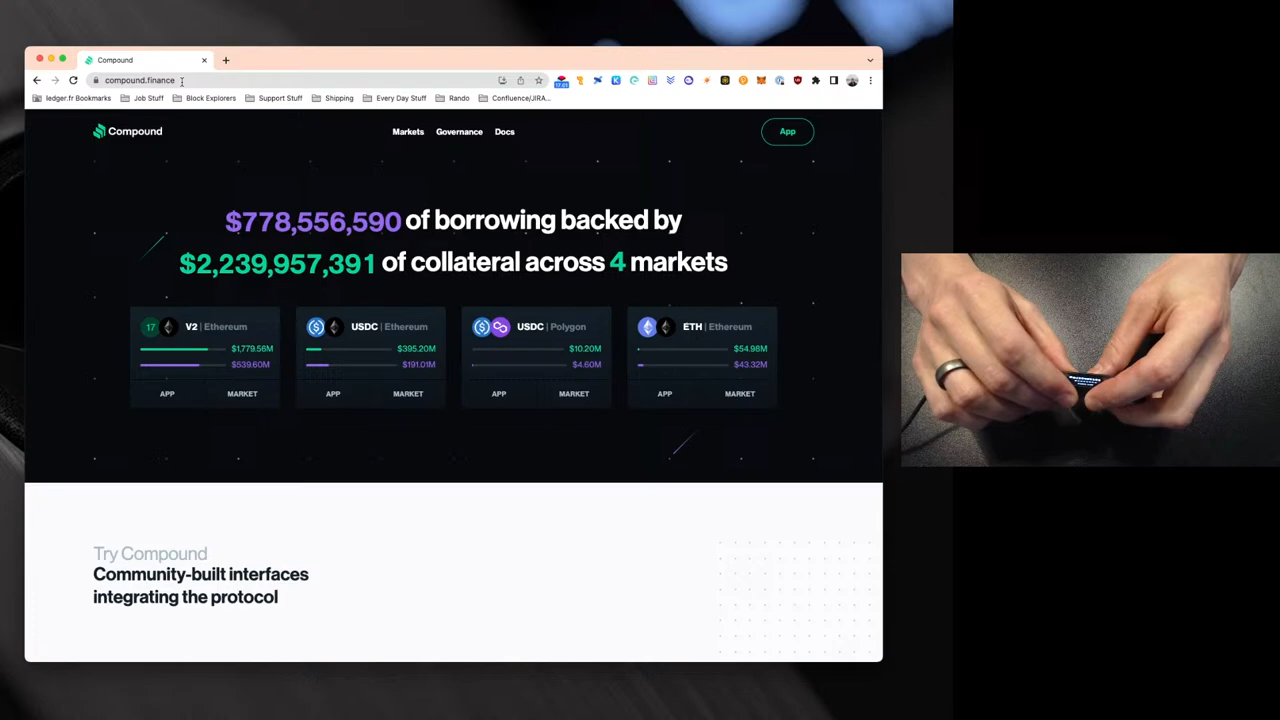 Compound
compound.finance
17:01
ledger.fr Bookmarks
Job Stuff
Block Explorers
Support Stuff
Shipping
Every Day Stuff
Rando
Confluence/JIRA...
Compound
Markets
Governance
Docs
App
$778,556,590 of borrowing backed by
$2,239,957,391 of collateral across 4 markets
17 V2 | Ethereum
$1,779.56M
$539.60M
APP
MARKET
USDC | Ethereum
$395.20M
$191.01M
APP
MARKET
USDC | Polygon
$10.20M
$4.60M
APP
MARKET
ETH | Ethereum
$54.98M
$43.32M
APP
MARKET
Try Compound
Community-built interfaces
integrating the protocol